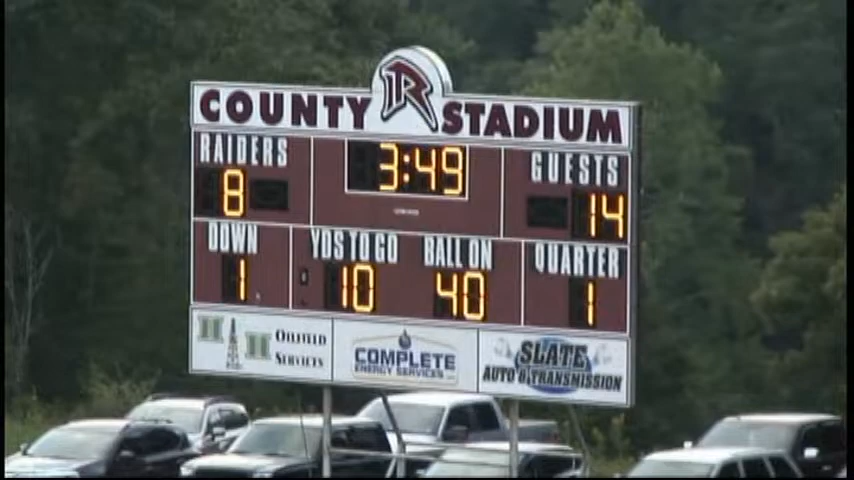 R
COUNTY STADIUM
RAIDERS 3:49 GUESTS
8 14
DOWN YDS TO GO BALL ON QUARTER
1 10 40 1
H H OILFIELD SERVICES
COMPLETE
ENERGY SERVICES
SLATE
AUTO & TRANSMISSION